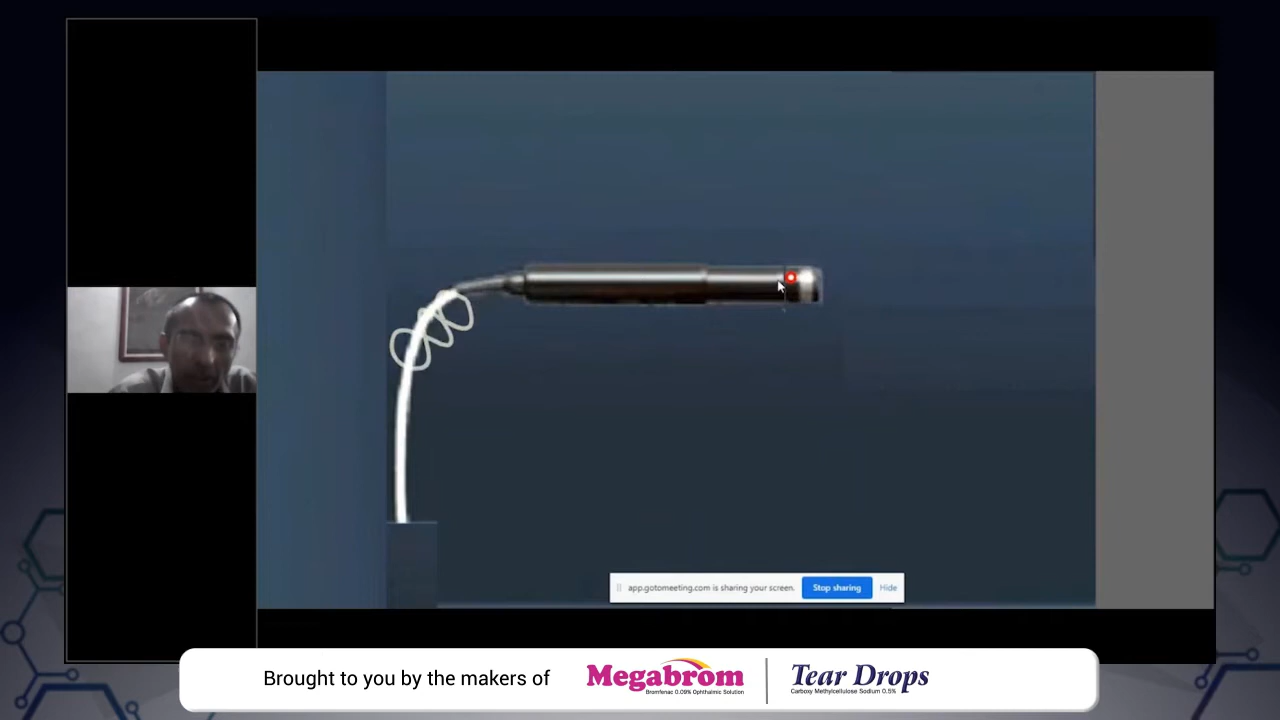 app.gotomeeting.com is sharing your screen.
Stop sharing
Hide
Brought to you by the makers of
Megabrom
Bromfenac 0.09% Ophthalmic Solution
Tear Drops
Carboxy Methylcellulose Sodium 0.5%